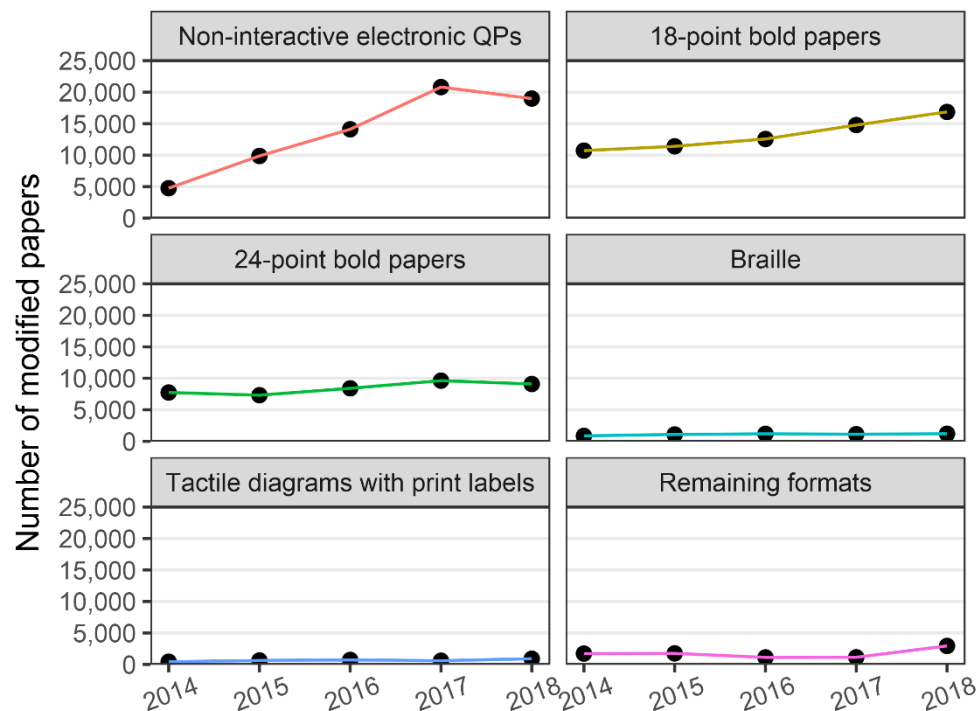 Number of modified papers
Non-interactive electronic QPs
18-point bold papers
25,000
20,000
15,000
10,000
5,000
0
24-point bold papers
Braille
25,000
20,000
15,000
10,000
5,000
0
Tactile diagrams with print labels
Remaining formats
25,000
20,000
15,000
10,000
5,000
0
2014 2015 2016 2017 2018 2014 2015 2016 2017 2018